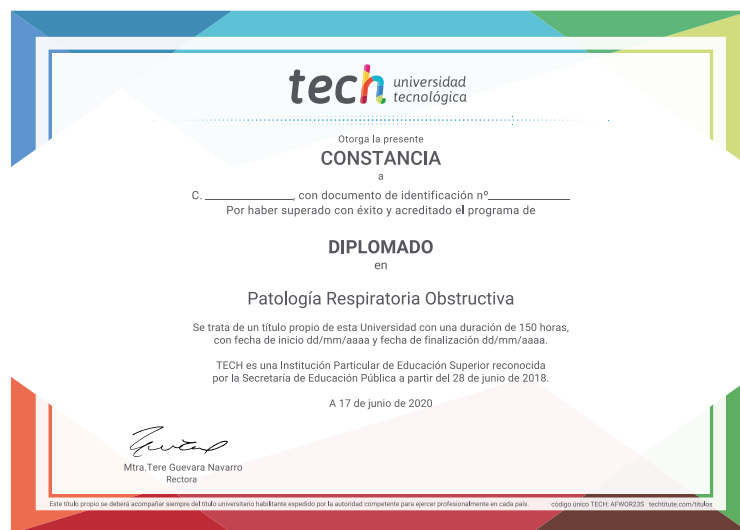 tech universidad
tecnológica
Otorga la presente
CONSTANCIA
a
C. ______________, con documento de identificación nº_____________
Por haber superado con éxito y acreditado el programa de
DIPLOMADO
en
Patología Respiratoria Obstructiva
Se trata de un título propio de esta Universidad con una duración de 150 horas,
con fecha de inicio dd/mm/aaaa y fecha de finalización dd/mm/aaaa.
TECH es una Institución Particular de Educación Superior reconocida
por la Secretaría de Educación Pública a partir del 28 de junio de 2018.
A 17 de junio de 2020
Mtra.Tere Guevara Navarro
Rectora
Este título propio se deberá acompañar siempre del título universitario habilitante expedido por la autoridad competente para ejercer profesionalmente en cada país. código único TECH: AFWOR23S techtitute.com/titulos